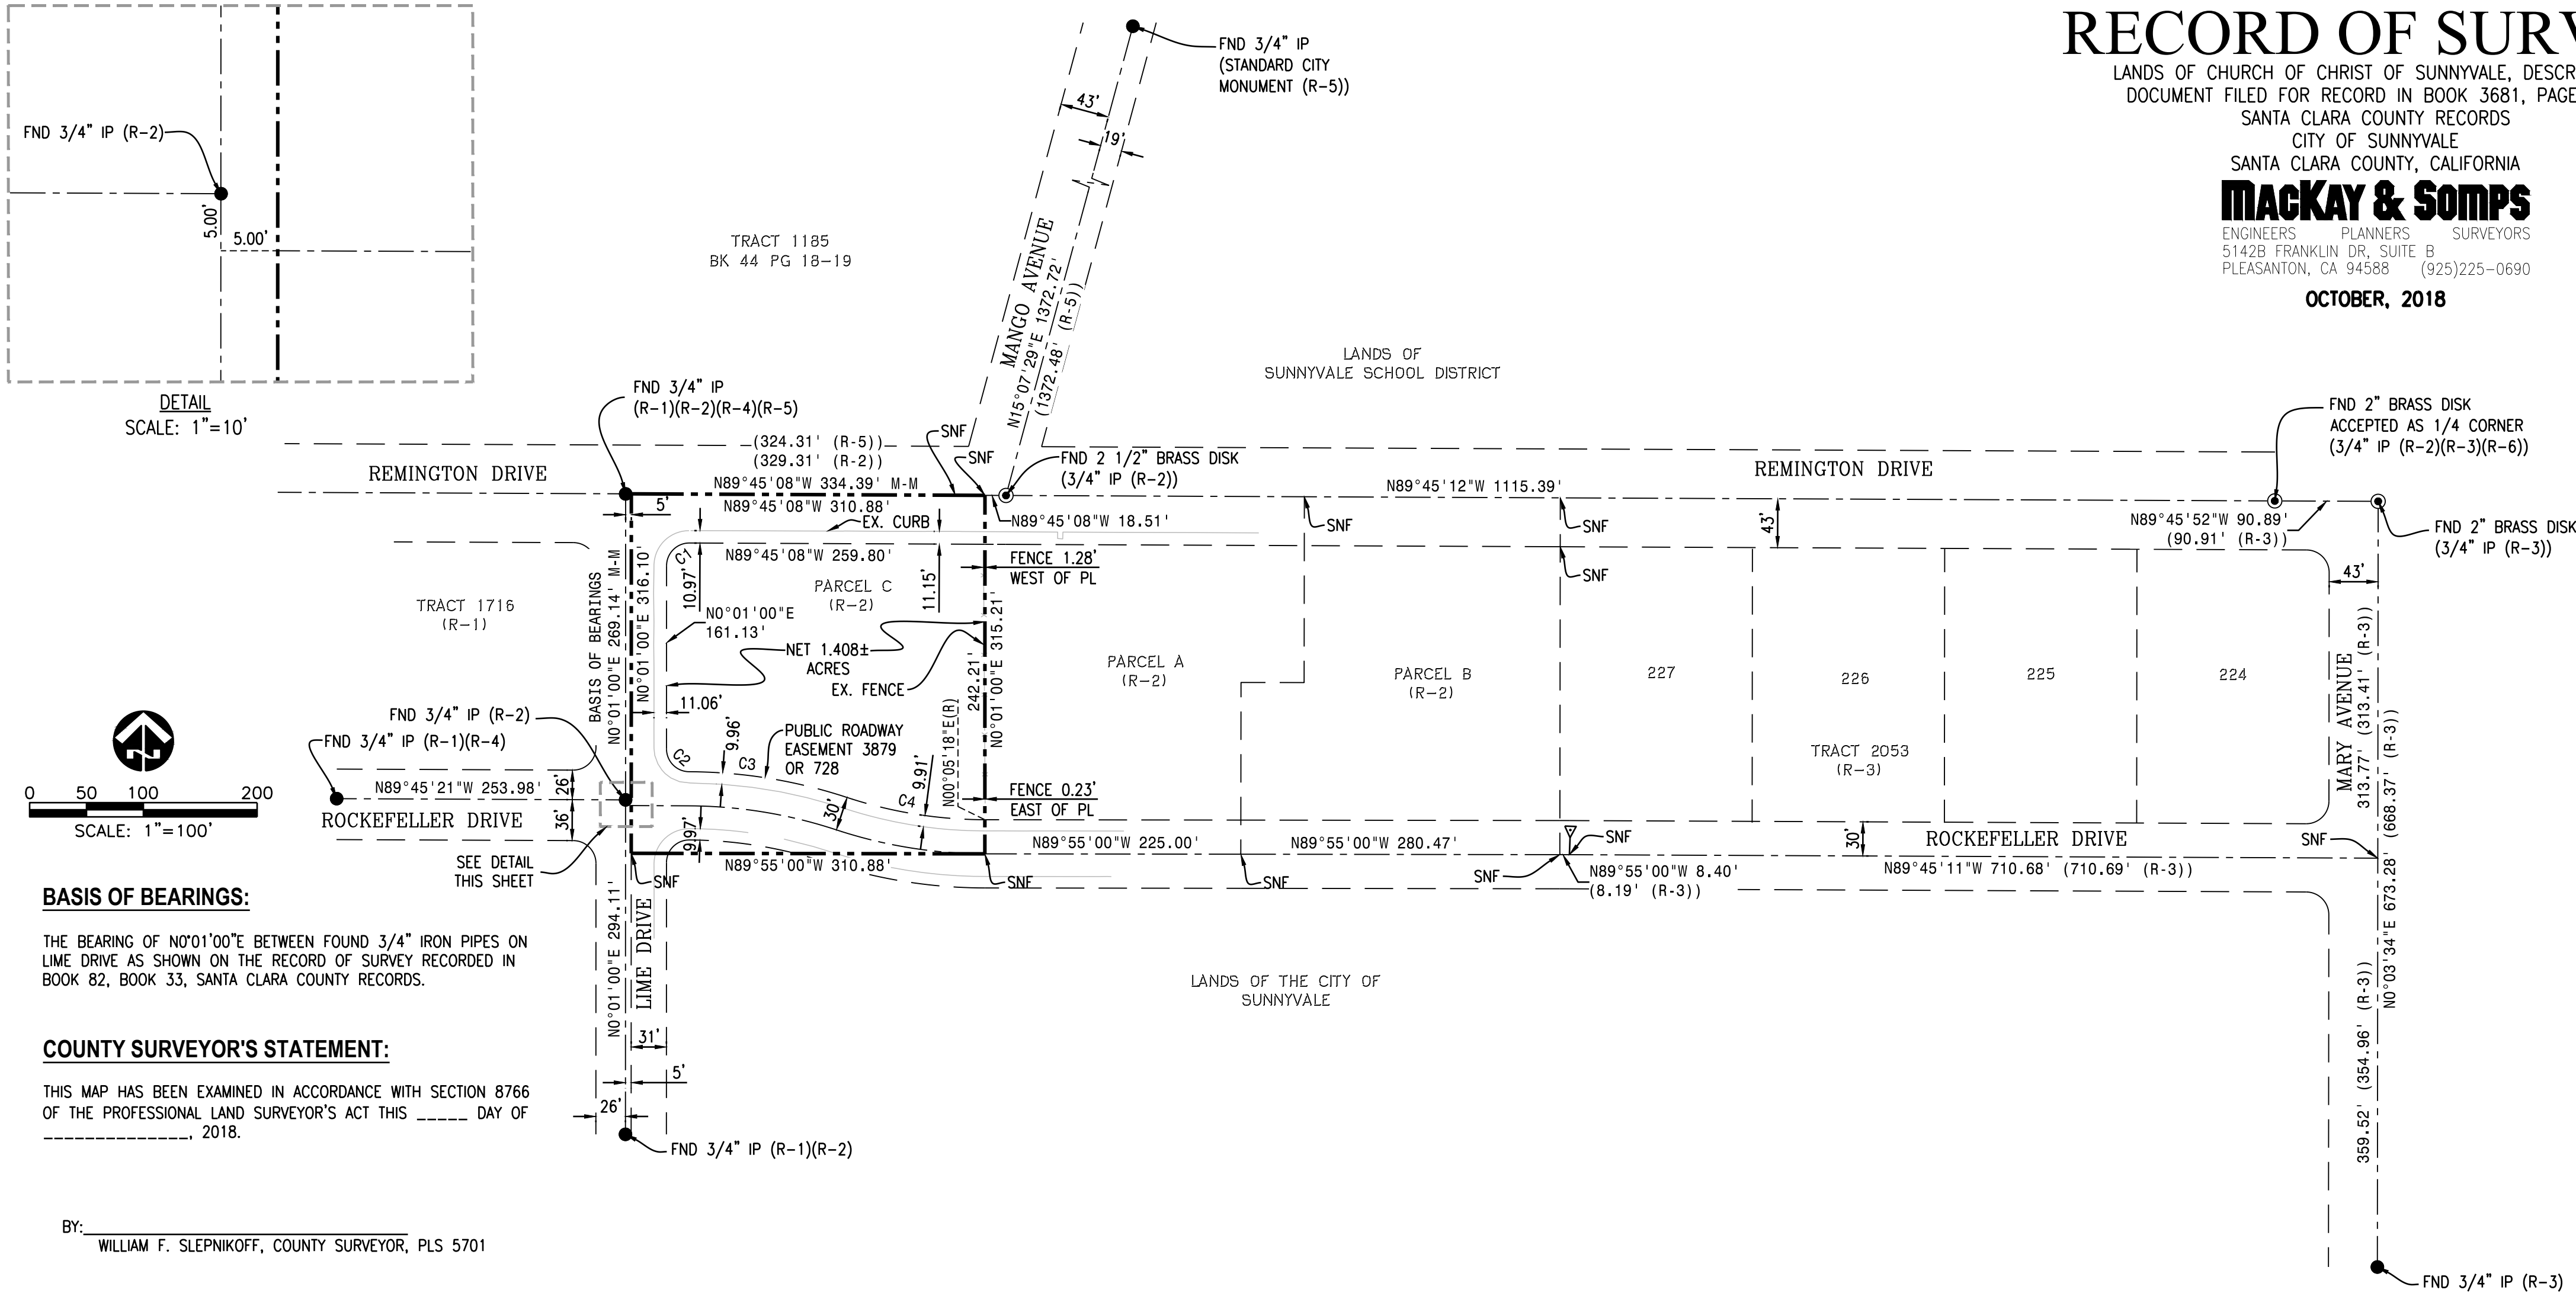 RECORD OF SURV
LANDS OF CHURCH OF CHRIST OF SUNNYVALE, DESCR
DOCUMENT FILED FOR RECORD IN BOOK 3681, PAGE
SANTA CLARA COUNTY RECORDS
CITY OF SUNNYVALE
SANTA CLARA COUNTY, CALIFORNIA
MACKAY & SOMPS
ENGINEERS PLANNERS SURVEYORS
5142B FRANKLIN DR, SUITE B
PLEASANTON, CA 94588 (925)225-0690
OCTOBER, 2018
FND 3/4" IP (R-2)
5.00'
5.00'
DETAIL
SCALE: 1"=10'
FND 3/4" IP
(STANDARD CITY
MONUMENT (R-5))
43'
19'
TRACT 1185
BK 44 PG 18-19
MANGO AVENUE
N15°07'29"E 1372.72'
(1372.48' (R-5))
LANDS OF
SUNNYVALE SCHOOL DISTRICT
FND 3/4" IP
(R-1)(R-2)(R-4)(R-5)
(324.31' (R-5))
(329.31' (R-2))
SNF
SNF
FND 2 1/2" BRASS DISK
(3/4" IP (R-2))
FND 2" BRASS DISK
ACCEPTED AS 1/4 CORNER
(3/4" IP (R-2)(R-3)(R-6))
REMINGTON DRIVE
N89°45'08"W 334.39' M-M
N89°45'08"W 310.88'
5'
EX. CURB
N89°45'08"W 18.51'
N89°45'12"W 1115.39'
REMINGTON DRIVE
SNF
SNF
43'
N89°45'52"W 90.89'
(90.91' (R-3))
FND 2" BRASS DISK
(3/4" IP (R-3))
N89°45'08"W 259.80'
C1
10.97'
11.15'
FENCE 1.28'
WEST OF PL
SNF
43'
PARCEL C
(R-2)
TRACT 1716
(R-1)
BASIS OF BEARINGS
N0°01'00"E 269.14' M-M
N0°01'00"E 316.10'
N0°01'00"E
161.13'
NET 1.408±
ACRES
EX. FENCE
242.21'
N0°01'00"E 315.21'
PARCEL A
(R-2)
PARCEL B
(R-2)
227
226
225
224
MARY AVENUE
313.77' (313.41' (R-3))
11.06'
FND 3/4" IP (R-2)
FND 3/4" IP (R-1)(R-4)
C2
C3
9.96'
PUBLIC ROADWAY
EASEMENT 3879
OR 728
9.91'
C4
N00°05'18"E(R)
TRACT 2053
(R-3)
N89°45'21"W 253.98'
26'
36'
ROCKEFELLER DRIVE
9.97'
30'
FENCE 0.23'
EAST OF PL
N
0 50 100 200
SCALE: 1"=100'
SEE DETAIL
THIS SHEET
SNF
N89°55'00"W 310.88'
SNF
N89°55'00"W 225.00'
SNF
N89°55'00"W 280.47'
SNF
SNF
N89°55'00"W 8.40'
(8.19' (R-3))
30'
ROCKEFELLER DRIVE
N89°45'11"W 710.68' (710.69' (R-3))
SNF
N0°03'34"E 673.28' (668.37' (R-3))
359.52' (354.96' (R-3))
BASIS OF BEARINGS:
THE BEARING OF N0°01'00"E BETWEEN FOUND 3/4" IRON PIPES ON
LIME DRIVE AS SHOWN ON THE RECORD OF SURVEY RECORDED IN
BOOK 82, BOOK 33, SANTA CLARA COUNTY RECORDS.
N0°01'00"E 294.11'
LIME DRIVE
LANDS OF THE CITY OF
SUNNYVALE
31'
5'
26'
FND 3/4" IP (R-1)(R-2)
COUNTY SURVEYOR'S STATEMENT:
THIS MAP HAS BEEN EXAMINED IN ACCORDANCE WITH SECTION 8766
OF THE PROFESSIONAL LAND SURVEYOR'S ACT THIS _____ DAY OF
______________, 2018.
BY:
WILLIAM F. SLEPNIKOFF, COUNTY SURVEYOR, PLS 5701
FND 3/4" IP (R-3)